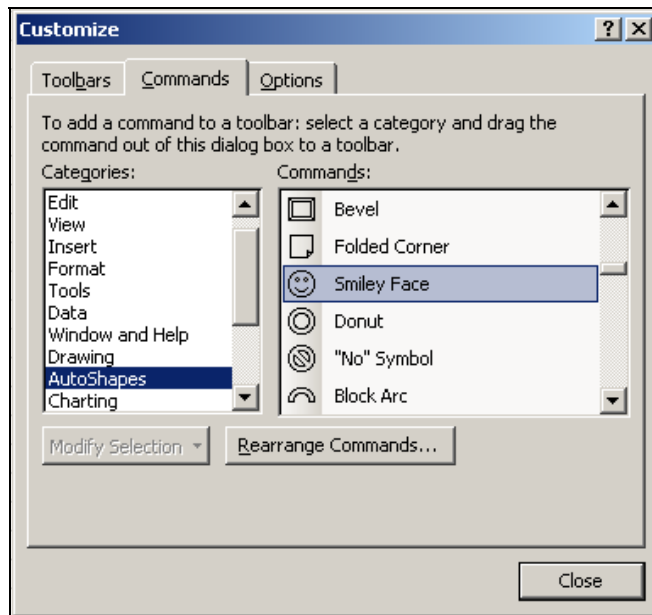 Customize
Toolbars
Commands
Options
To add a command to a toolbar: select a category and drag the
command out of this dialog box to a toolbar.
Categories:
Edit
View
Insert
Format
Tools
Data
Window and Help
Drawing
AutoShapes
Charting
Commands:
Bevel
Folded Corner
Smiley Face
Donut
"No" Symbol
Block Arc
Modify Selection
Rearrange Commands...
Close